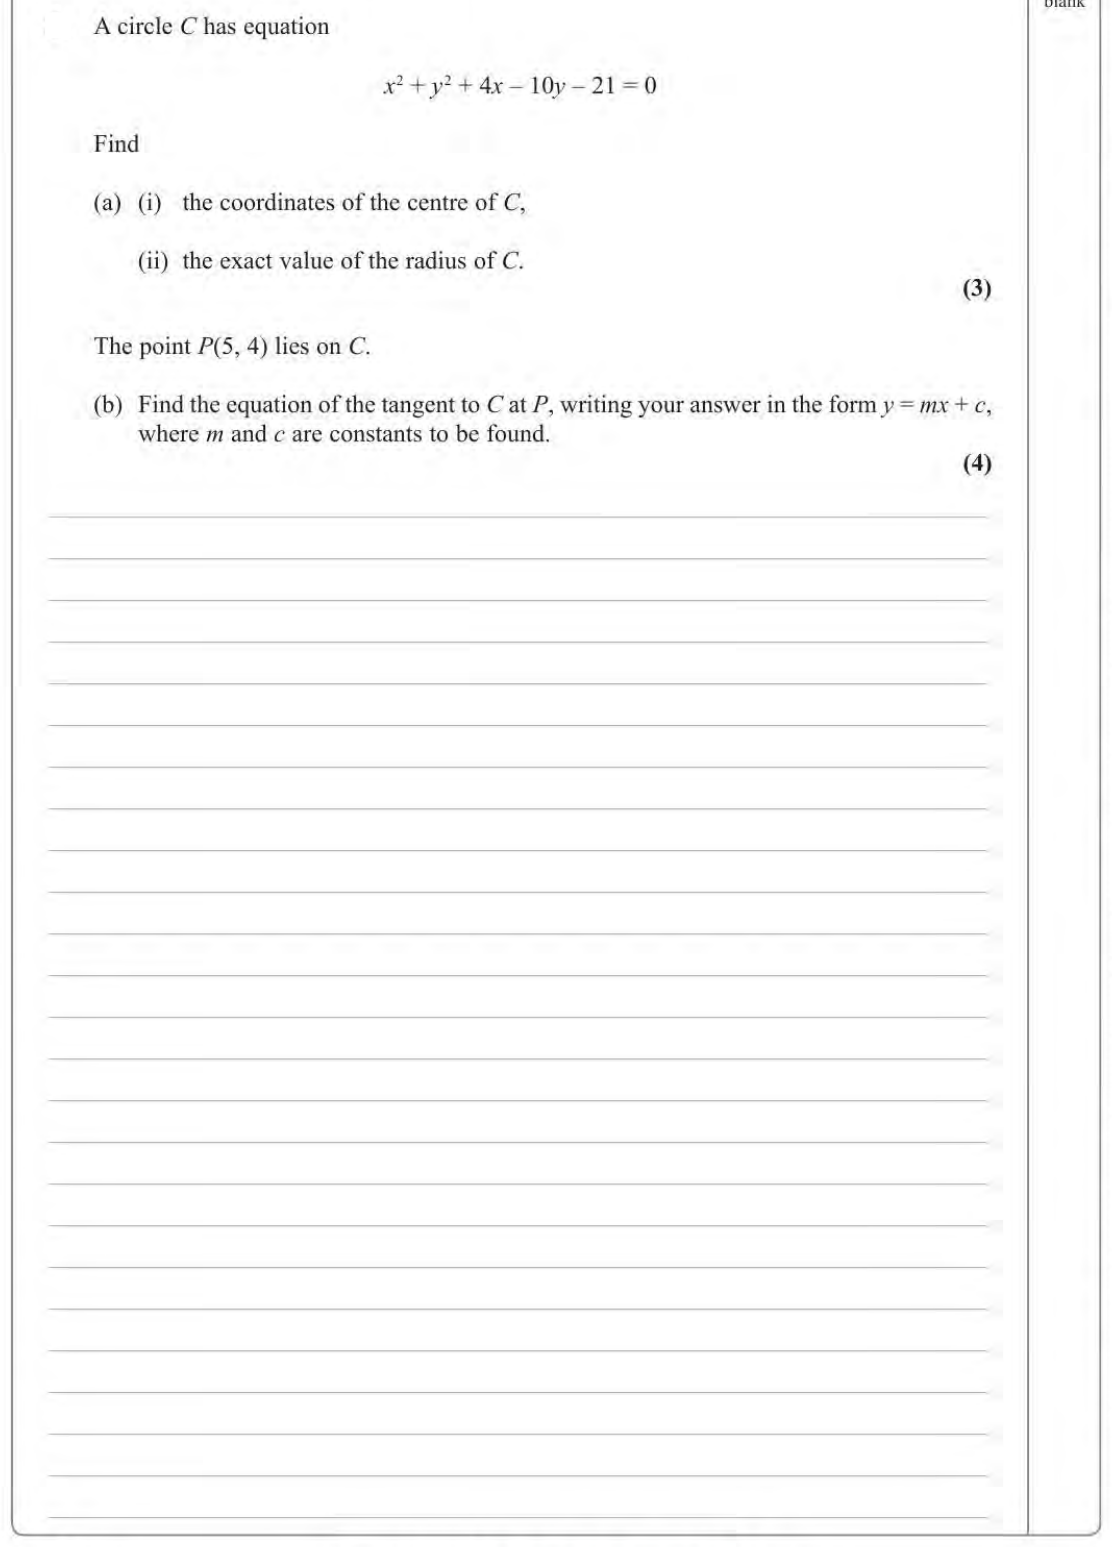 blank
A circle C has equation
x² + y² + 4x – 10y – 21 = 0
Find
(a) (i) the coordinates of the centre of C,
(ii) the exact value of the radius of C.
(3)
The point P(5, 4) lies on C.
(b) Find the equation of the tangent to C at P, writing your answer in the form y = mx + c,
where m and c are constants to be found.
(4)